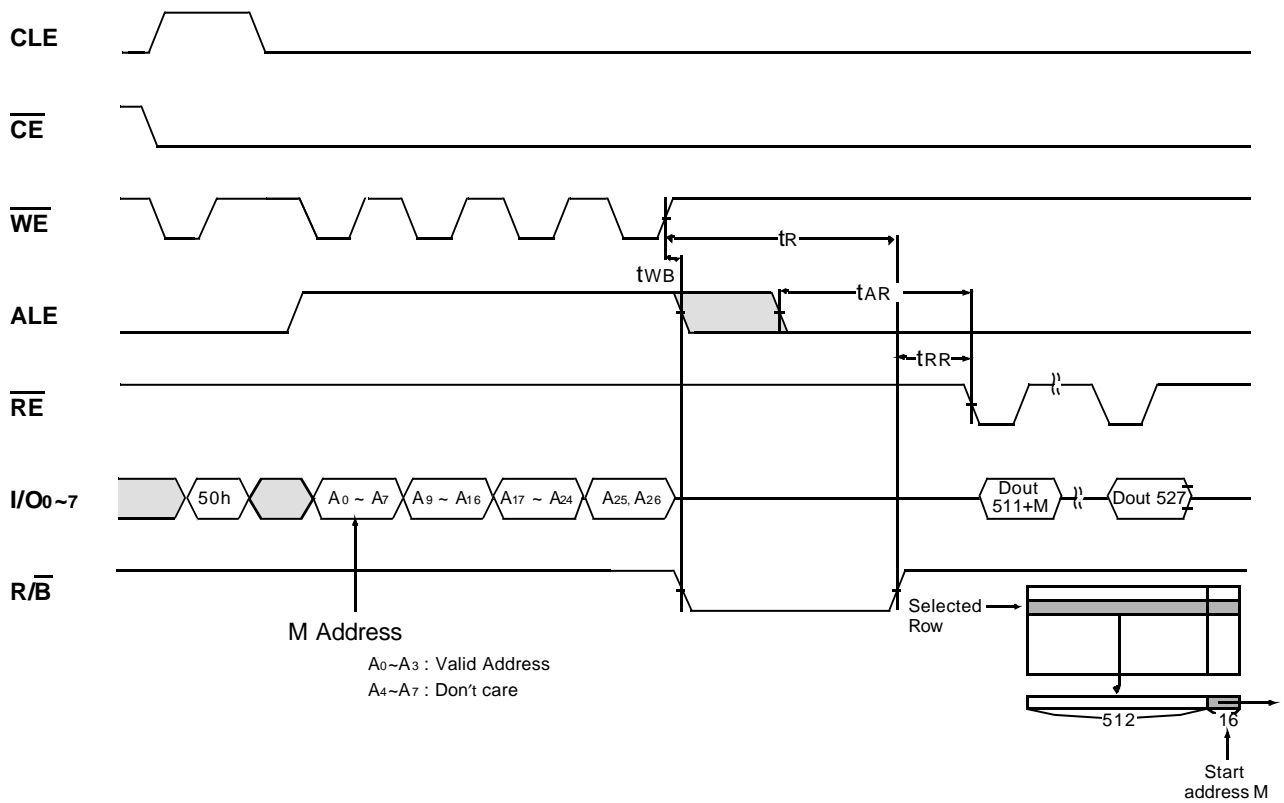 CLE
CE
WE
tR
tWB
tAR
ALE
tRR
RE
I/O0~7
50h
A0 ~ A7
A9 ~ A16
A17 ~ A24
A25, A26
Dout
511+M
Dout 527
R/B
Selected
Row
M Address
A0~A3 : Valid Address
A4~A7 : Don't care
512
16
Start
address M